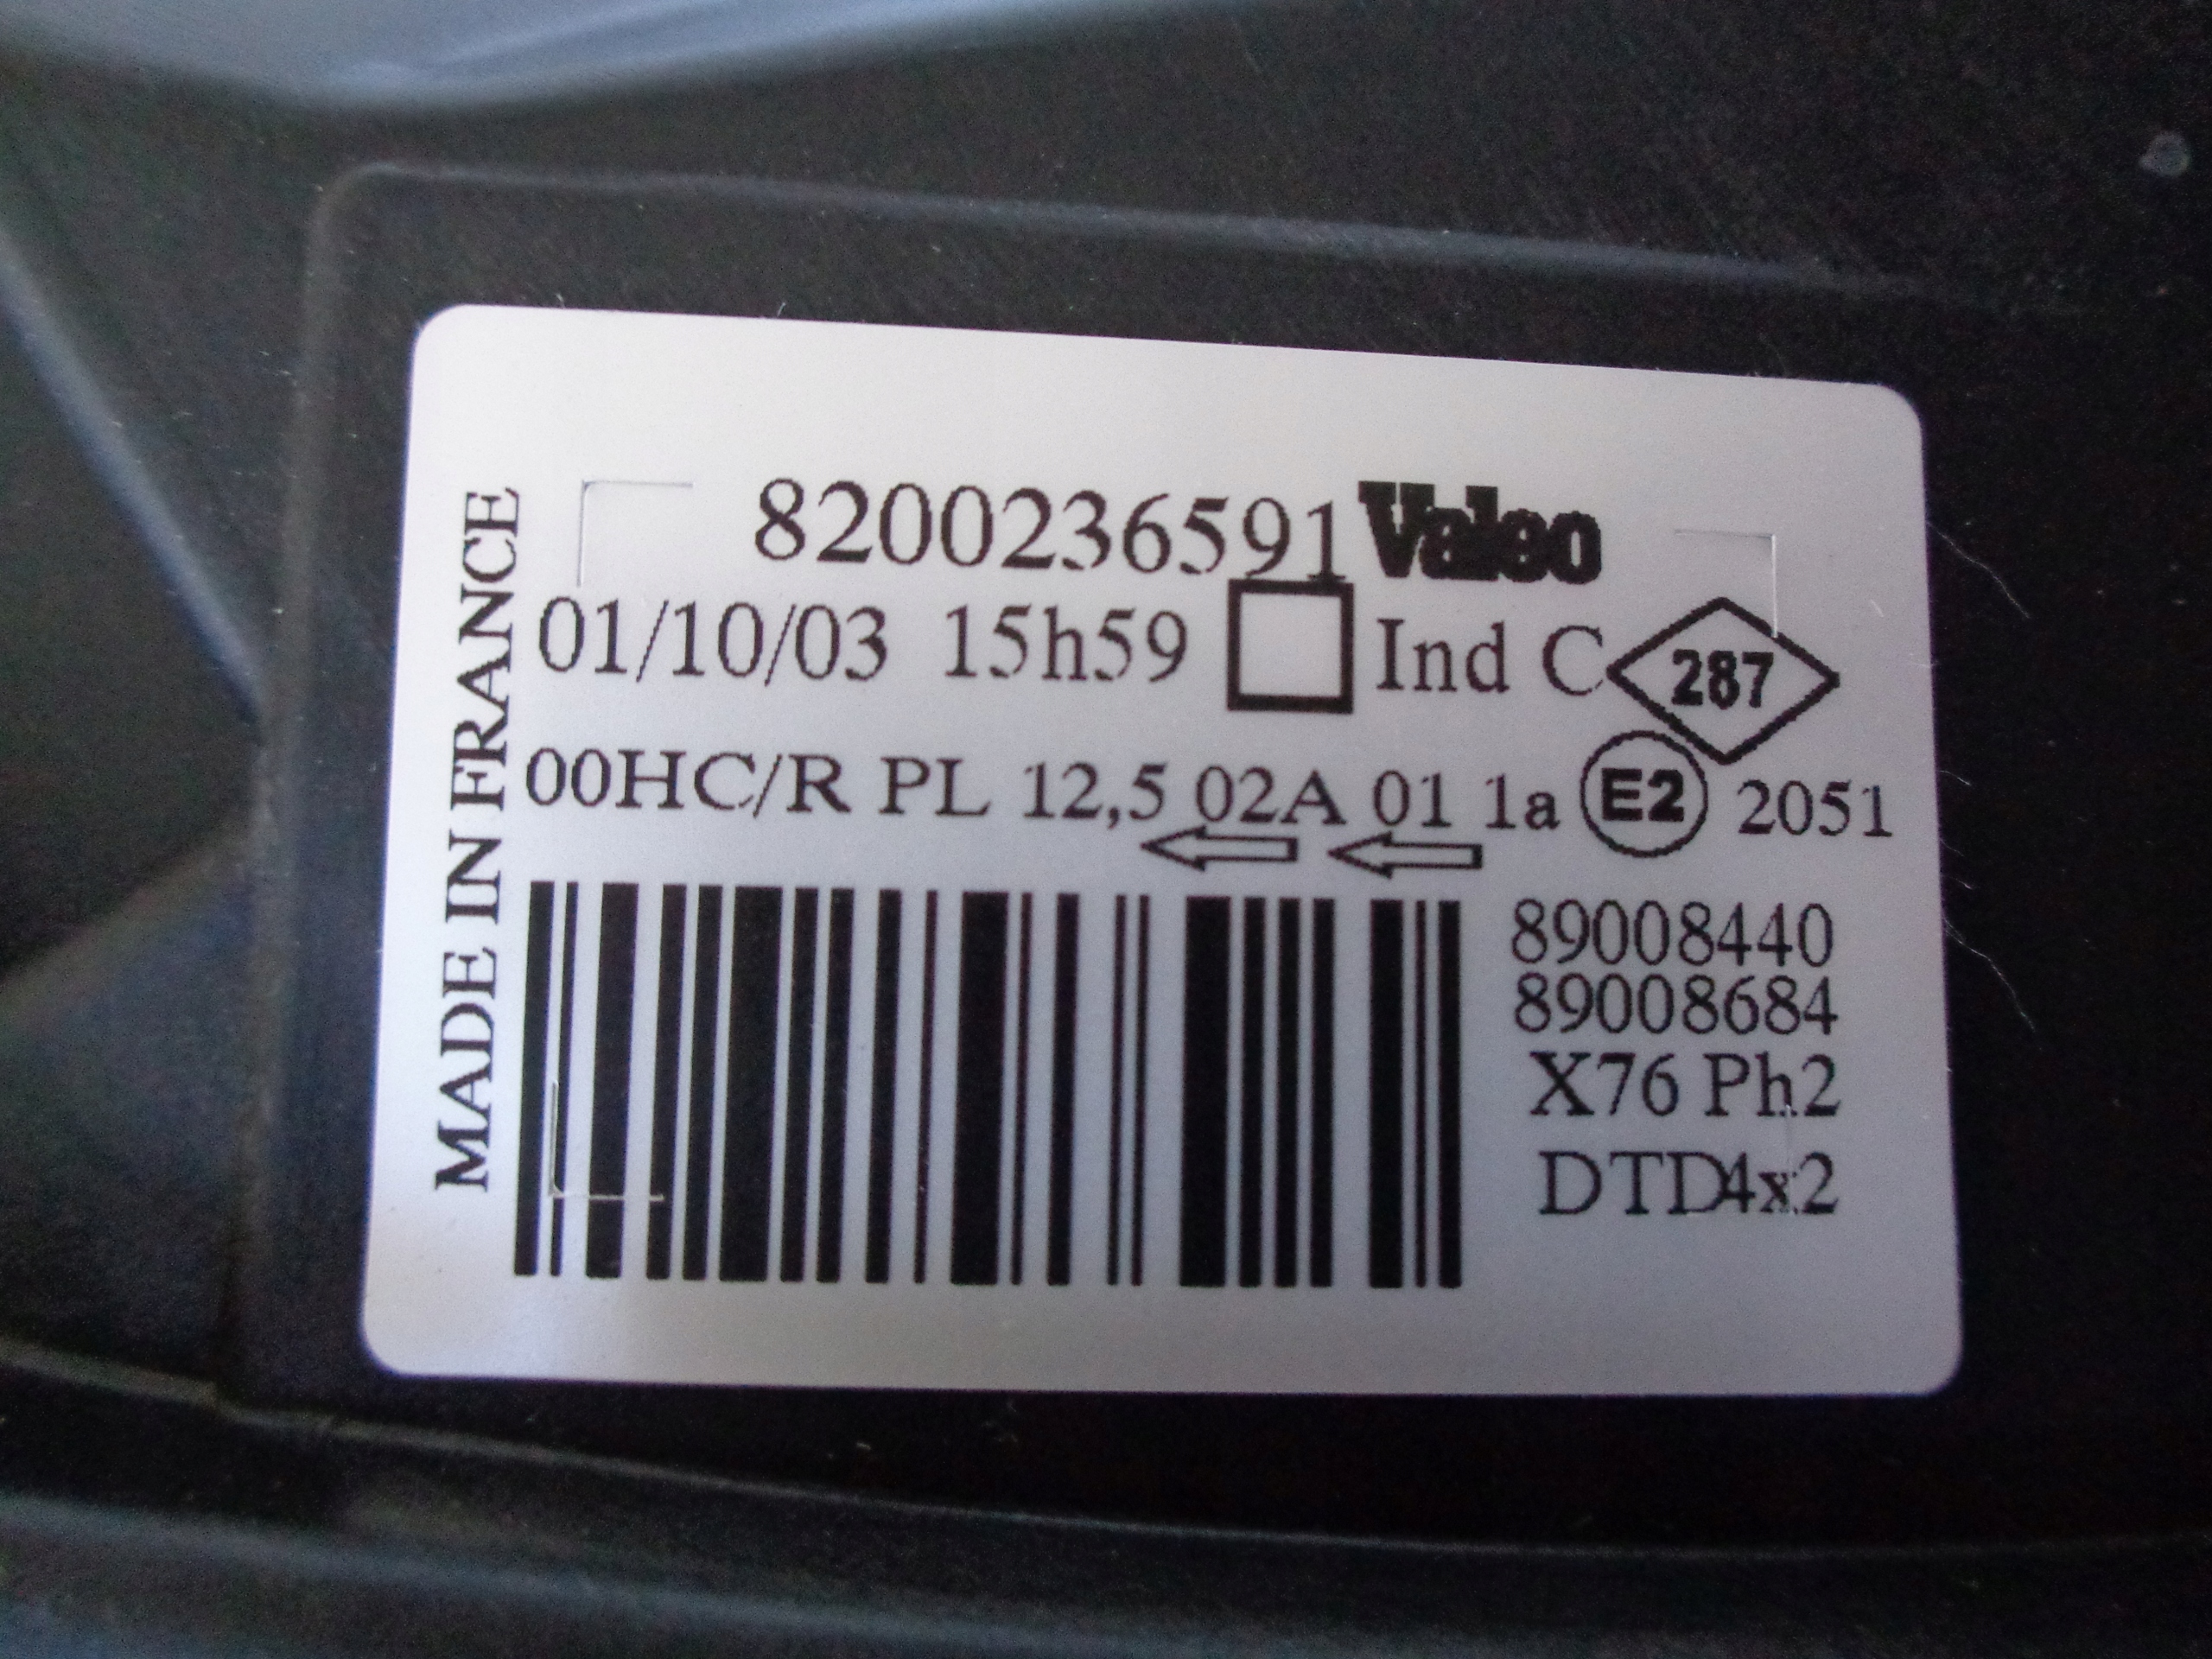 8200236591 Valeo
01/10/03 15h59 Ind C 287
00HC/R PL 12,5 02A 01 1a E2 2051
89008440
89008684
X76 Ph2
DTD4x2
MADE IN FRANCE